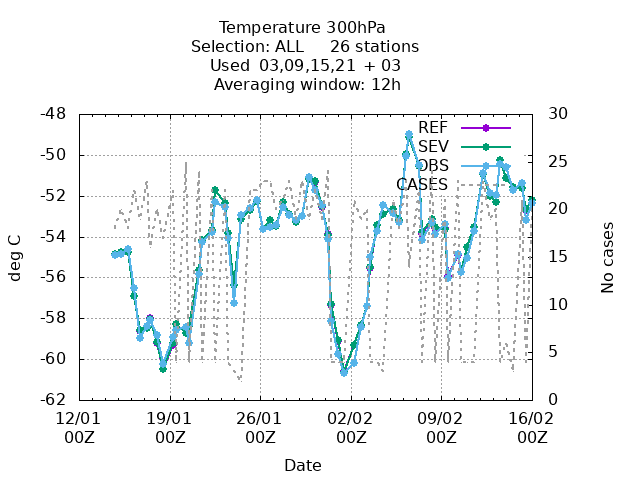 Temperature 300hPa
Selection: ALL 26 stations
Used 03,09,15,21 + 03
Averaging window: 12h
-48 30
REF
SEV
-50 25
OBS
CASES
-52 20
-54 15
-56
10
-58
-60 5
-62 0
deg C
No cases
12/01 19/01 26/01 02/02 09/02 16/02
00Z 00Z 00Z 00Z 00Z 00Z
Date